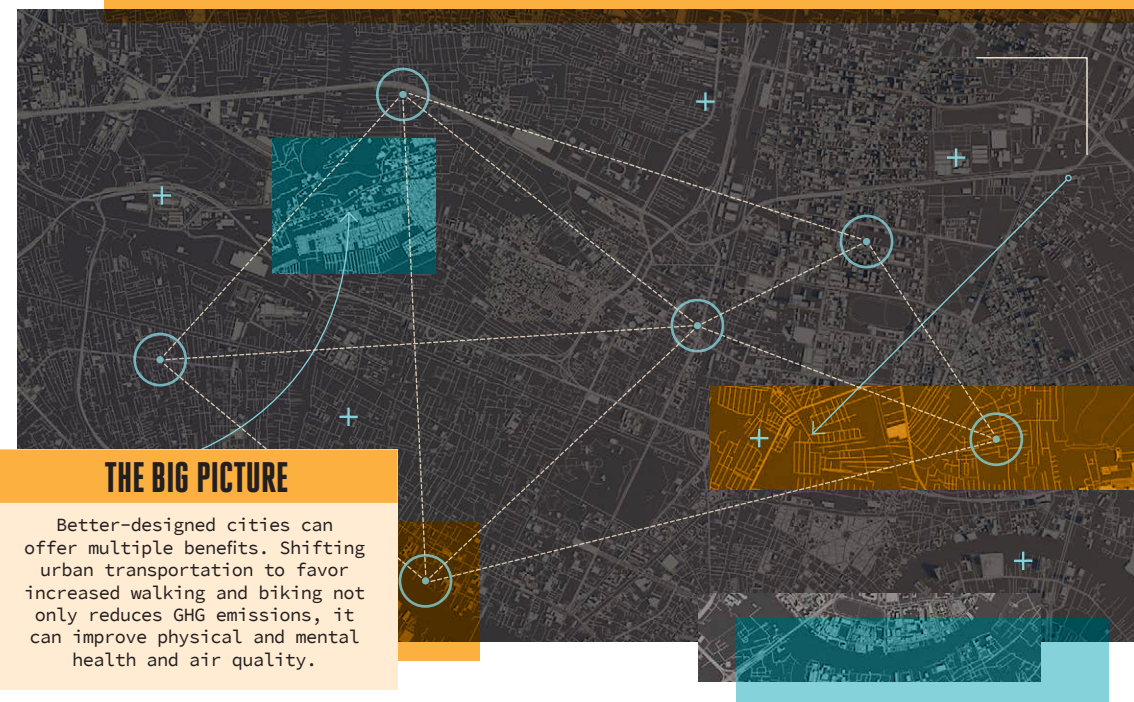 THE BIG PICTURE
Better-designed cities can
offer multiple benefits. Shifting
urban transportation to favor
increased walking and biking not
only reduces GHG emissions, it
can improve physical and mental
health and air quality.